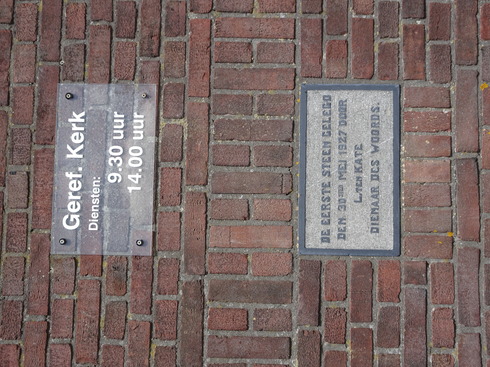 Geref. Kerk
Diensten:
9.30 uur
14.00 uur
DE EERSTE STEEN GELEGD
DEN 30STEN MEI 1927 DOOR
L. TEN KATE
DIENAAR DES WOORDS.